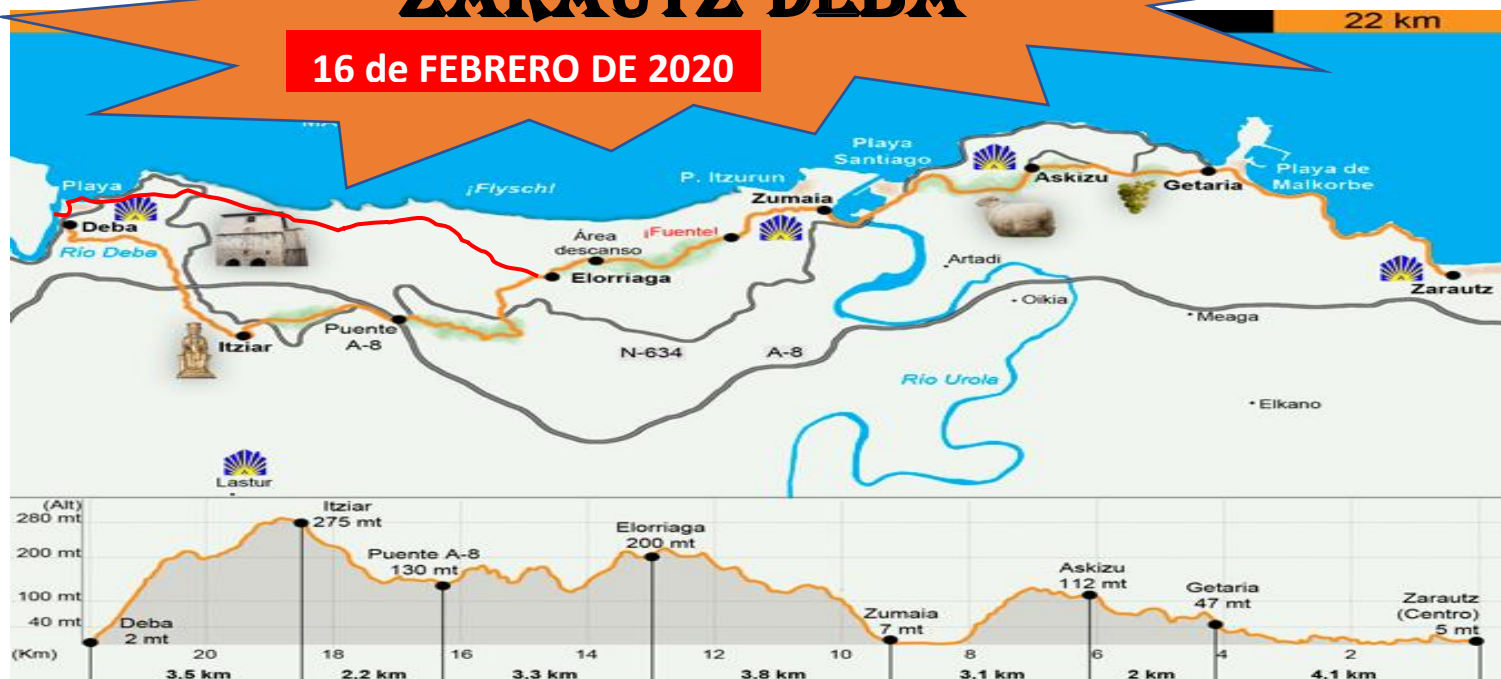 ZARAUTZ DEBA
22 km
16 de FEBRERO DE 2020
Playa
Santiago
Playa
¡Flysch!
P. Itzurun
Askizu
Getaria
Playa de
Malkorbe
Zumaia
Deba
Río Deba
Área
descanso
¡Fuente!
Elorriaga
Artadi
Oikia
Zarautz
Meaga
Itziar
Puente
A-8
N-634
A-8
Río Urola
Elkano
Lastur
(Alt)
280 mt
200 mt
100 mt
40 mt
(Km)
Deba
2 mt
Itziar
275 mt
Puente A-8
130 mt
Elorriaga
200 mt
Zumaia
7 mt
Askizu
112 mt
Getaria
47 mt
Zarautz
(Centro)
5 mt
20 18 16 14 12 10 8 6 4 2
3.5 km 2.2 km 3.3 km 3.8 km 3.1 km 2 km 4.1 km